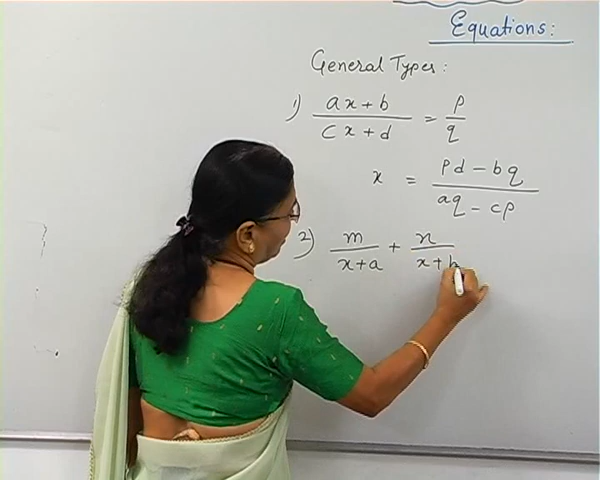 Equations:
General Types:
1) (ax + b)/(cx + d) = p/q
x = (pd - bq)/(aq - cp)
2) m/(x+a) + n/(x+b)